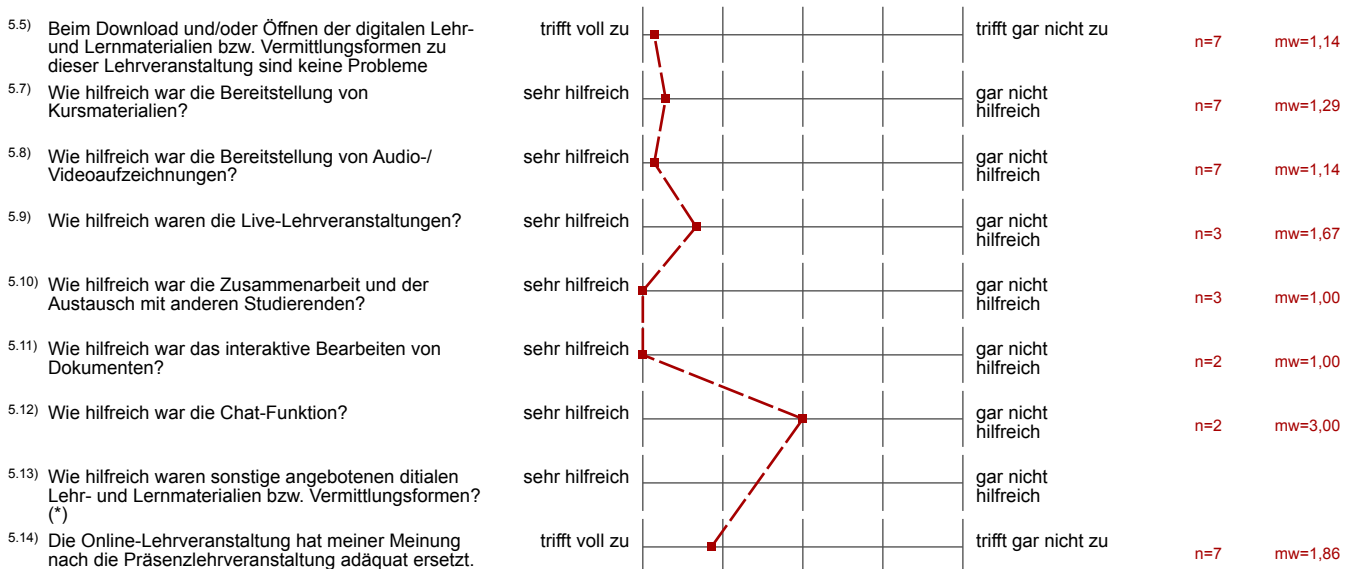 5.5) Beim Download und/oder Öffnen der digitalen Lehr- trifft voll zu trifft gar nicht zu
und Lernmaterialien bzw. Vermittlungsformen zu n=7 mw=1,14
dieser Lehrveranstaltung sind keine Probleme
5.7) Wie hilfreich war die Bereitstellung von sehr hilfreich gar nicht
Kursmaterialien? hilfreich n=7 mw=1,29
5.8) Wie hilfreich war die Bereitstellung von Audio-/ sehr hilfreich gar nicht
Videoaufzeichnungen? hilfreich n=7 mw=1,14
5.9) Wie hilfreich waren die Live-Lehrveranstaltungen? sehr hilfreich gar nicht
hilfreich n=3 mw=1,67
5.10) Wie hilfreich war die Zusammenarbeit und der sehr hilfreich gar nicht
Austausch mit anderen Studierenden? hilfreich n=3 mw=1,00
5.11) Wie hilfreich war das interaktive Bearbeiten von sehr hilfreich gar nicht
Dokumenten? hilfreich n=2 mw=1,00
5.12) Wie hilfreich war die Chat-Funktion? sehr hilfreich gar nicht
hilfreich n=2 mw=3,00
5.13) Wie hilfreich waren sonstige angebotenen ditialen sehr hilfreich gar nicht
Lehr- und Lernmaterialien bzw. Vermittlungsformen? hilfreich
(*)
5.14) Die Online-Lehrveranstaltung hat meiner Meinung trifft voll zu trifft gar nicht zu
nach die Präsenzlehrveranstaltung adäquat ersetzt. n=7 mw=1,86